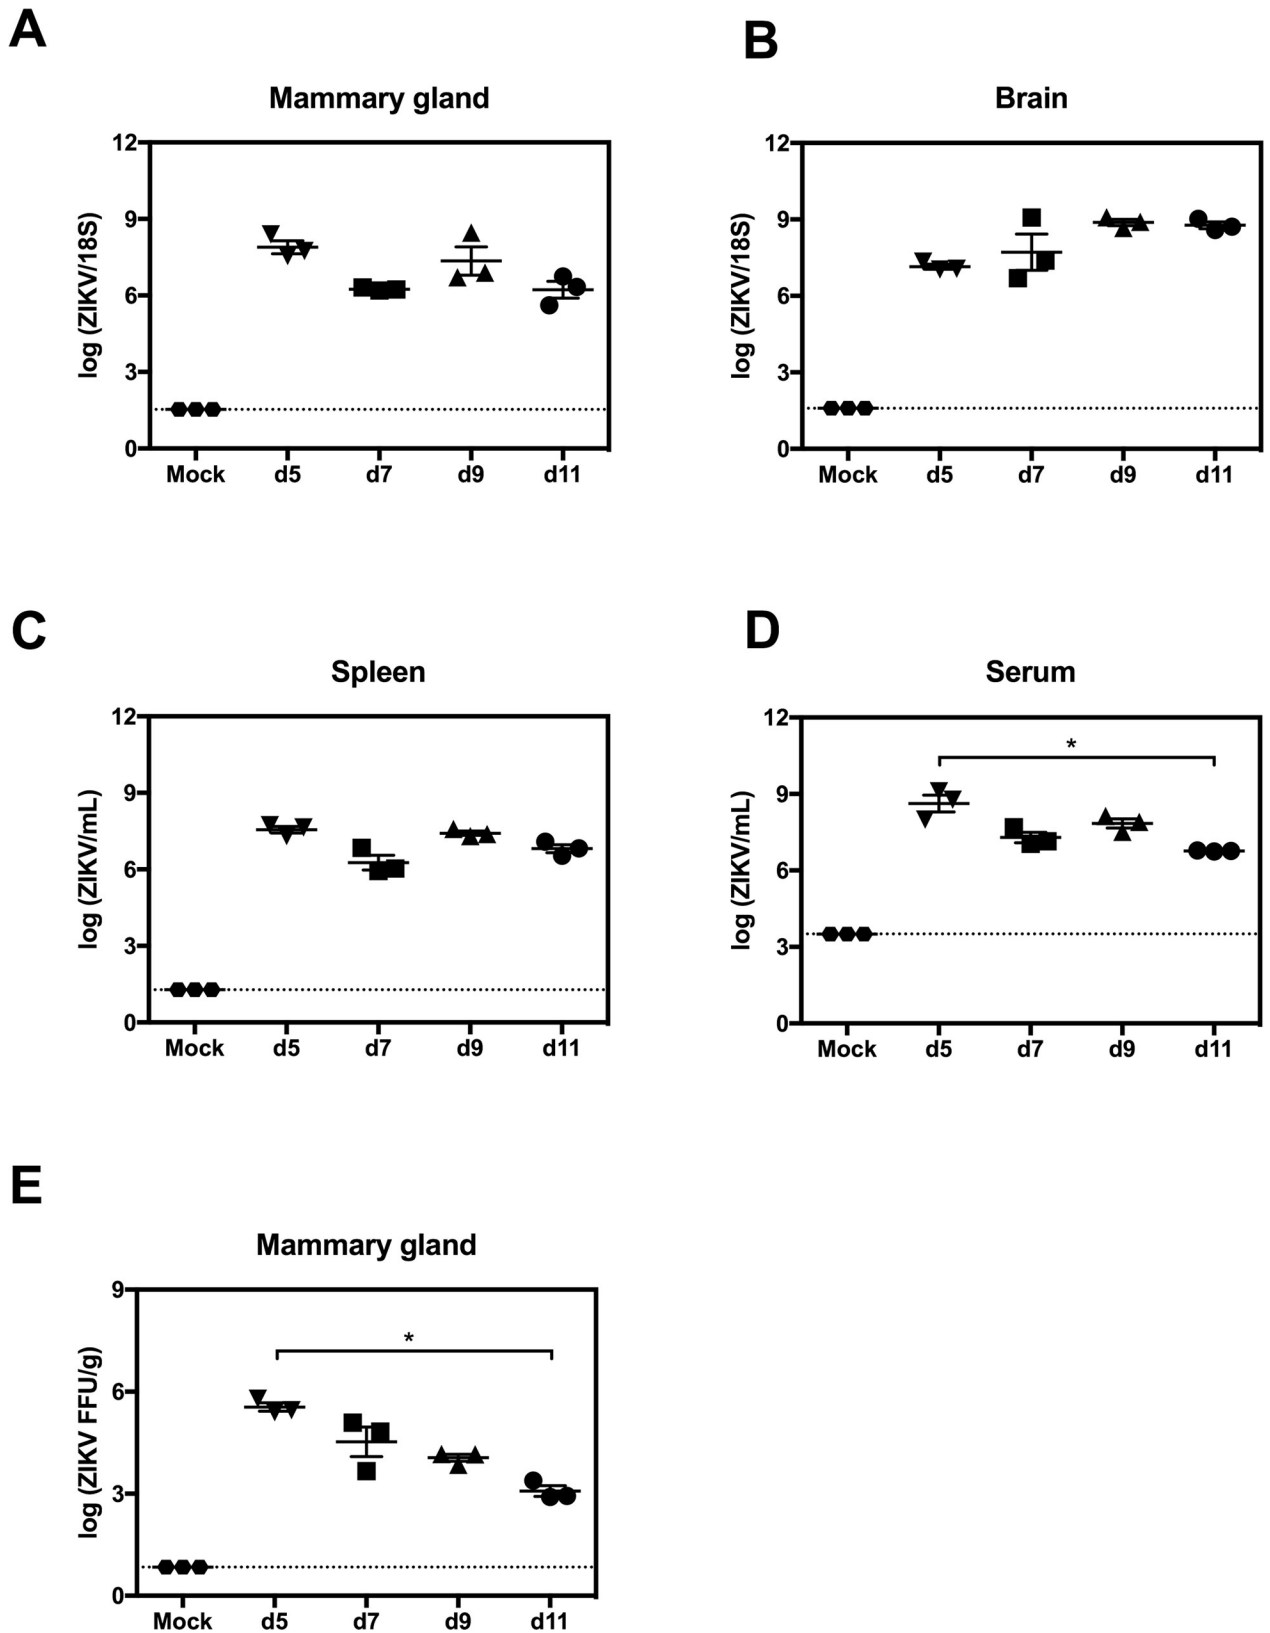 A
Mammary gland
log (ZIKV/18S)
12
9
6
3
0
Mock d5 d7 d9 d11
B
Brain
log (ZIKV/18S)
12
9
6
3
0
Mock d5 d7 d9 d11
C
Spleen
log (ZIKV/mL)
12
9
6
3
0
Mock d5 d7 d9 d11
D
Serum
log (ZIKV/mL)
12
9
6
3
0
*
Mock d5 d7 d9 d11
E
Mammary gland
log (ZIKV FFU/g)
9
6
3
0
*
Mock d5 d7 d9 d11